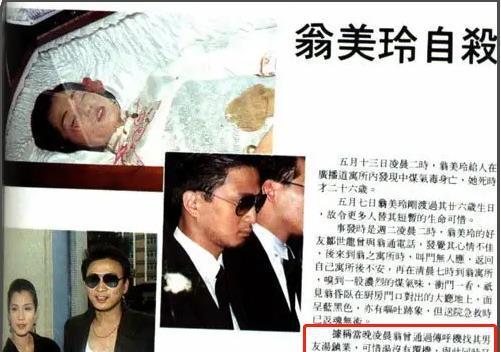 翁美玲自殺
五月十三日凌晨二時，翁美玲給人在
廣播道寓所內發現中煤氣毒身亡，她死時
才二十六歲。
五月七日翁美玲剛渡過其廿六歲生日
，故令更多人替其短暫的生命可惜。
事發時是週二凌晨二時，翁美玲的好
友鄒世龍曾與翁通電話，發覺其心情不佳
，後來到翁之寓所時，叫門無人應，返回
自己寓所後不安，再在清晨七時到翁寓所
，嗅到一股濃烈的煤氣味，衝門一看，祇
見翁昏臥在厨房門口對出的大廳地上，面
呈藍黑色，亦有嘔吐跡象，但送院急救時
已返魂無術。
據稱當晚凌晨翁曾通過傳呼機找其男
友湯鎮業，可惜湯沒有覆機，與此同時又